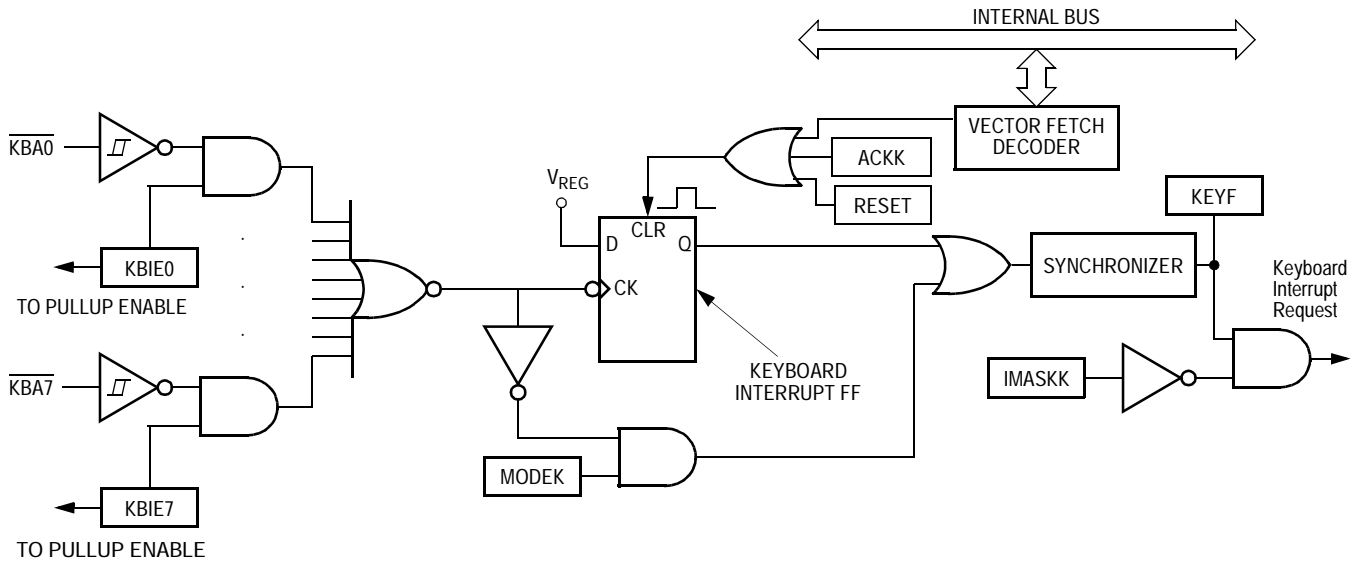 INTERNAL BUS
VECTOR FETCH
DECODER
KBA0
ACKK
VREG
RESET
KEYF
CLR
D
Q
KBIE0
SYNCHRONIZER
Keyboard
Interrupt
Request
CK
TO PULLUP ENABLE
KEYBOARD
INTERRUPT FF
KBA7
IMASKK
MODEK
KBIE7
TO PULLUP ENABLE